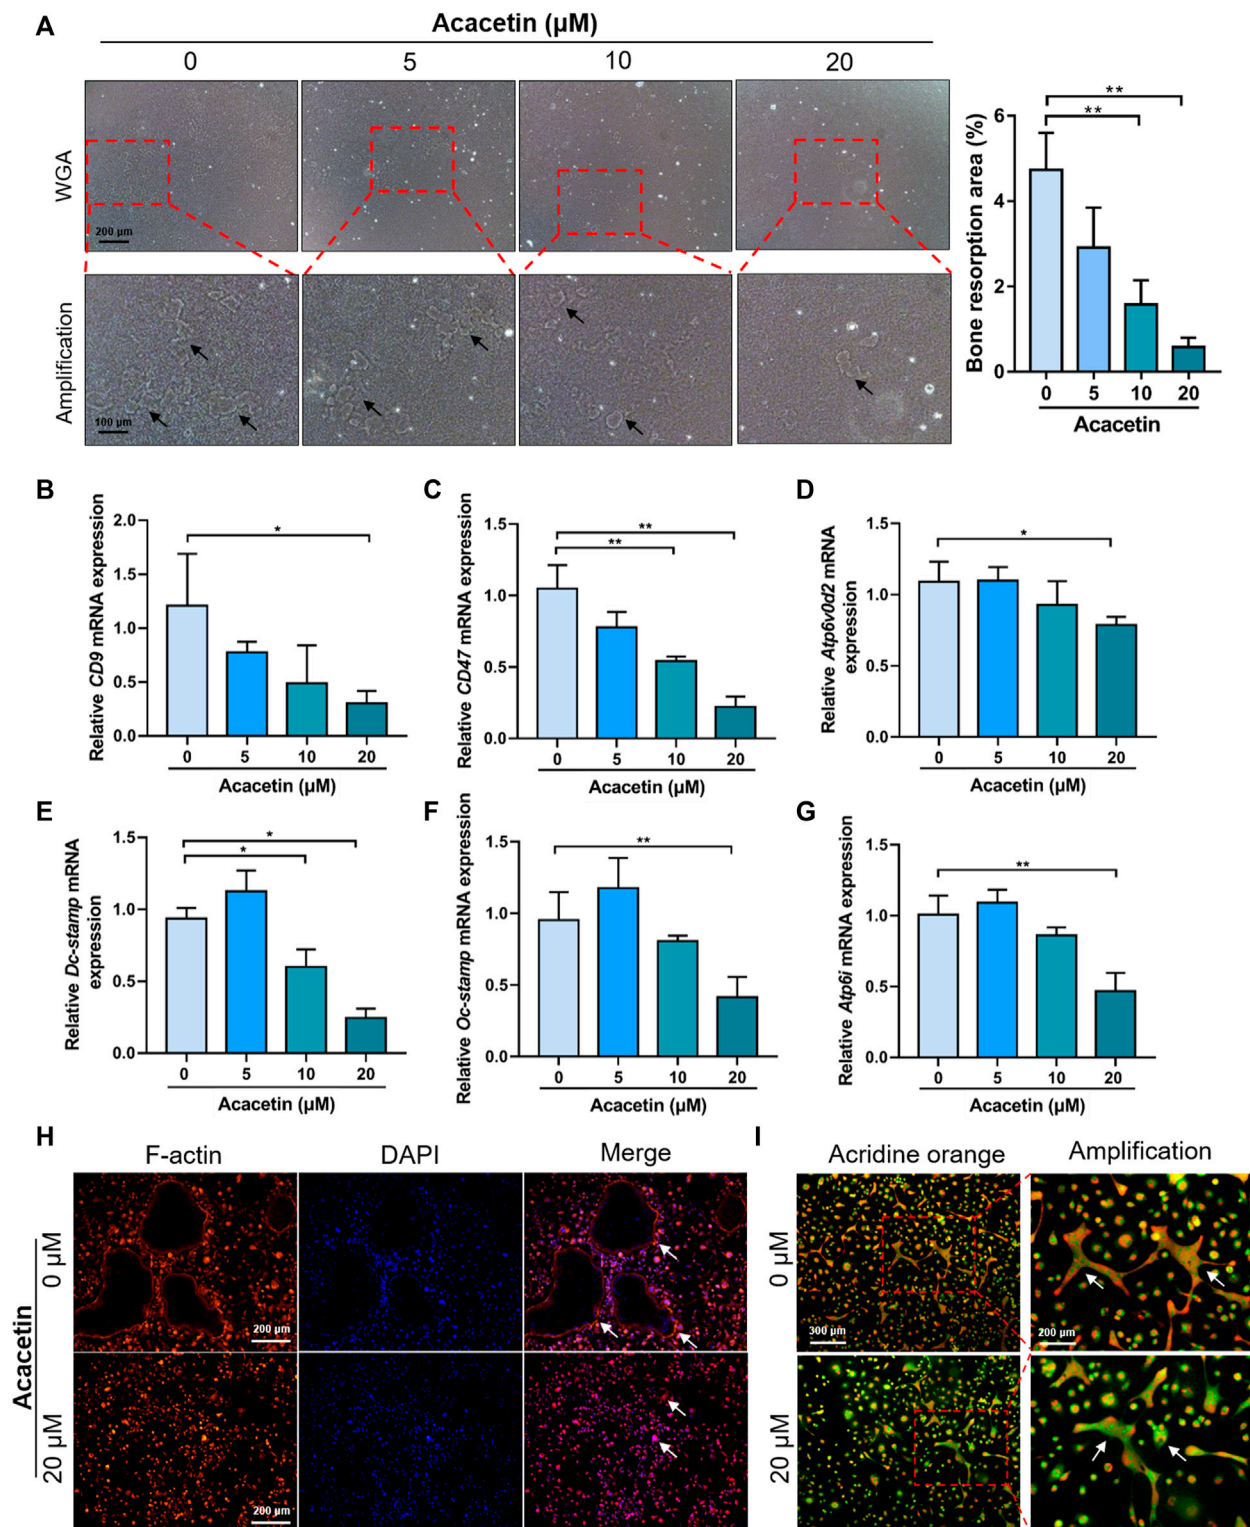 A
Acacetin (μM)
0 5 10 20
WGA
200 μm
Amplification
100 μm
Bone resorption area (%)
6
4
2
0
** 
**
0 5 10 20
Acacetin
B
Relative CD9 mRNA expression
2.0
1.5
1.0
0.5
0.0
*
0 5 10 20
Acacetin (μM)
C
Relative CD47 mRNA expression
1.5
1.0
0.5
0.0
**
**
0 5 10 20
Acacetin (μM)
D
Relative Atp6v0d2 mRNA
expression
1.5
1.0
0.5
0.0
*
0 5 10 20
Acacetin (μM)
E
Relative Dc-stamp mRNA
expression
1.5
1.0
0.5
0.0
*
*
0 5 10 20
Acacetin (μM)
F
Relative Oc-stamp mRNA expression
1.5
1.0
0.5
0.0
**
0 5 10 20
Acacetin (μM)
G
Relative Atp6i mRNA expression
1.5
1.0
0.5
0.0
**
0 5 10 20
Acacetin (μM)
H
F-actin DAPI Merge
Acacetin
0 μM
200 μm
20 μM
200 μm
I
Acridine orange Amplification
0 μM
300 μm
200 μm
20 μM